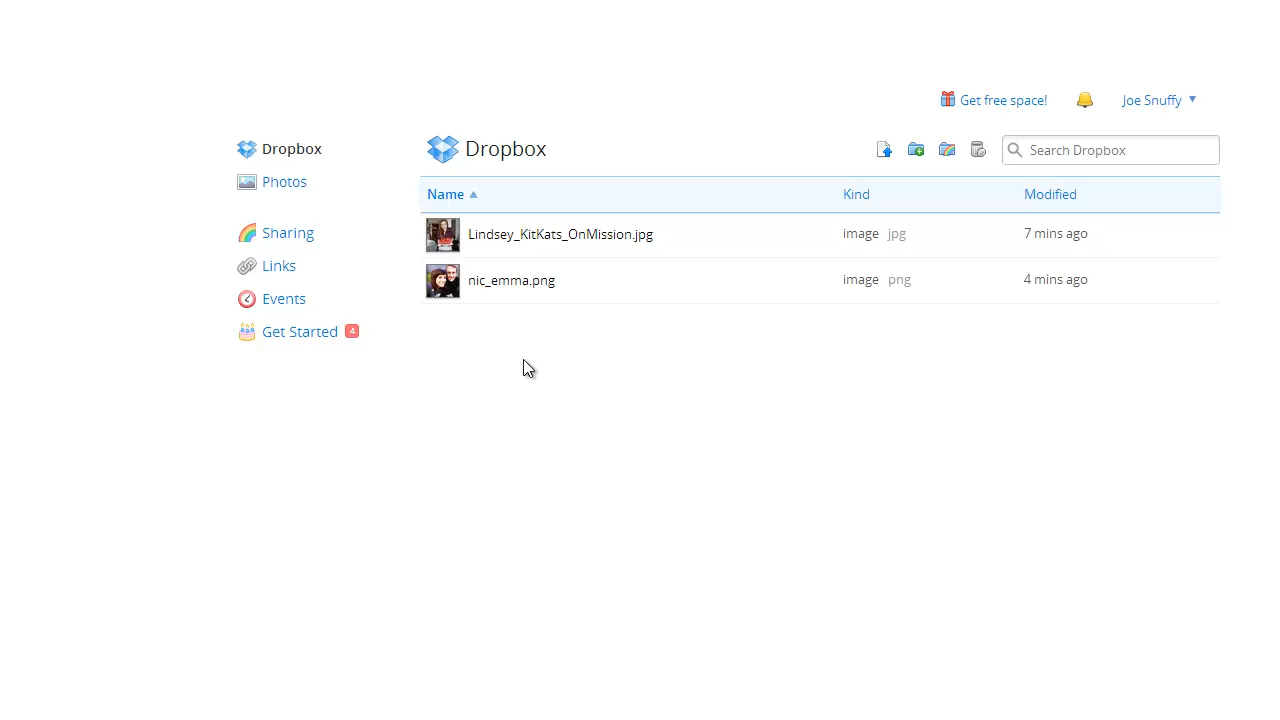 Get free space!
Joe Snuffy
Dropbox
Photos
Sharing
Links
Events
Get Started 4
Dropbox
Search Dropbox
Name Kind Modified
Lindsey_KitKats_OnMission.jpg image jpg 7 mins ago
nic_emma.png image png 4 mins ago